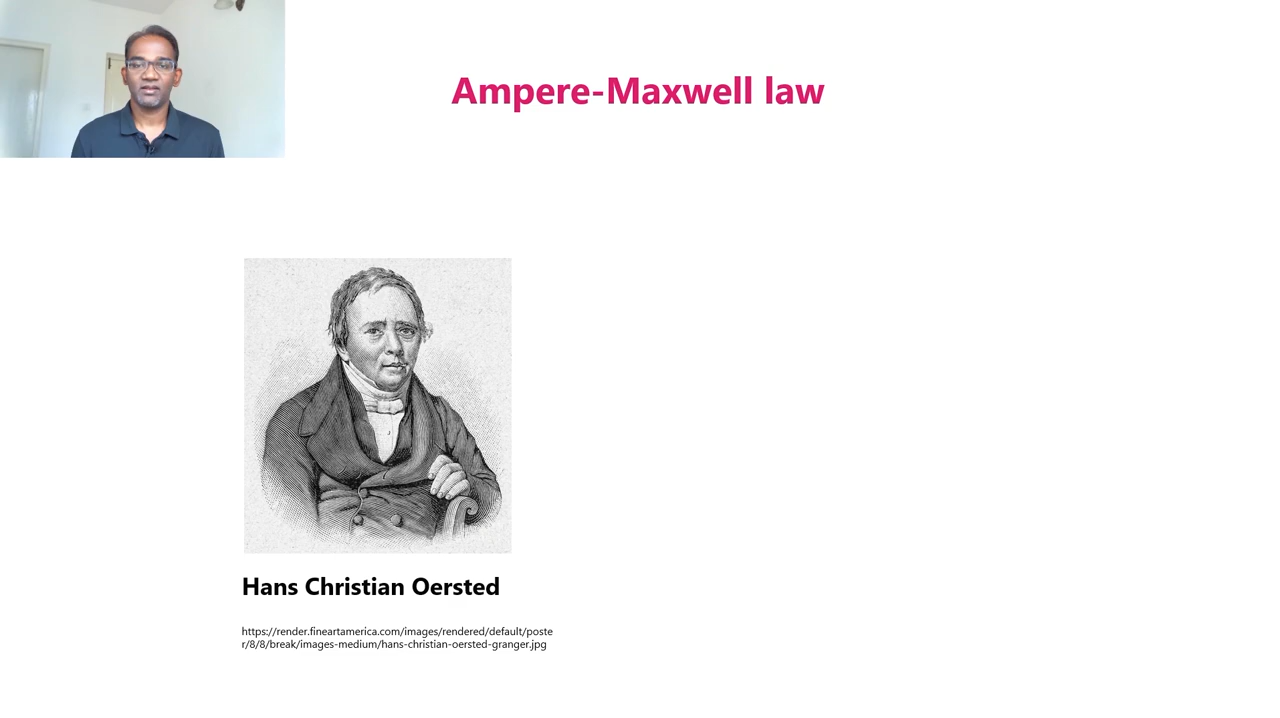 Ampere-Maxwell law
Hans Christian Oersted
https://render.fineartamerica.com/images/rendered/default/poste
r/8/8/break/images-medium/hans-christian-oersted-granger.jpg